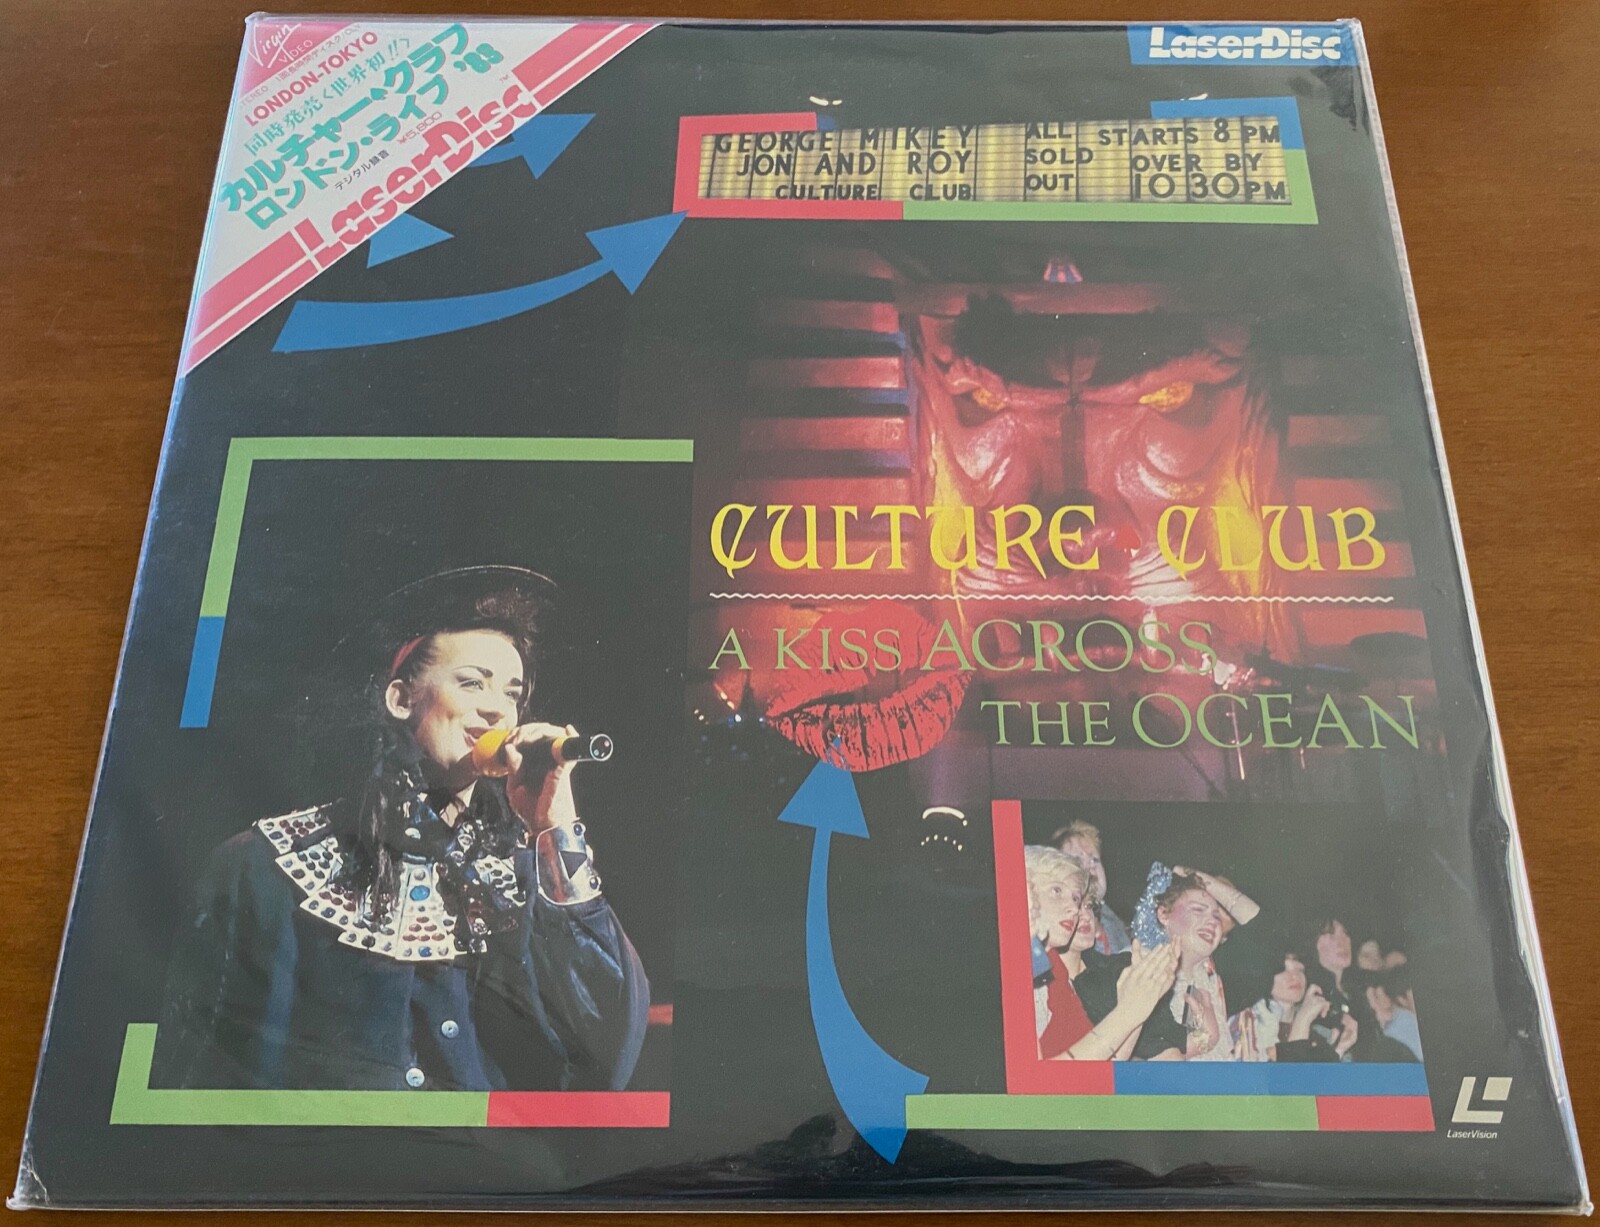 Virgin
VIDEO
STEREO
LONDON-TOKYO
同時発売〈世界初!!〉
カルチャー・クラブ
ロンドン・ライブ '83
デジタル録音 ¥5,800
LaserDisc
LaserDisc
GEORGE MIKEY ALL STARTS 8 PM
JON AND ROY SOLD OVER BY
CULTURE CLUB OUT 10 30 PM
CULTURE CLUB
A KISS ACROSS
THE OCEAN
LaserVision